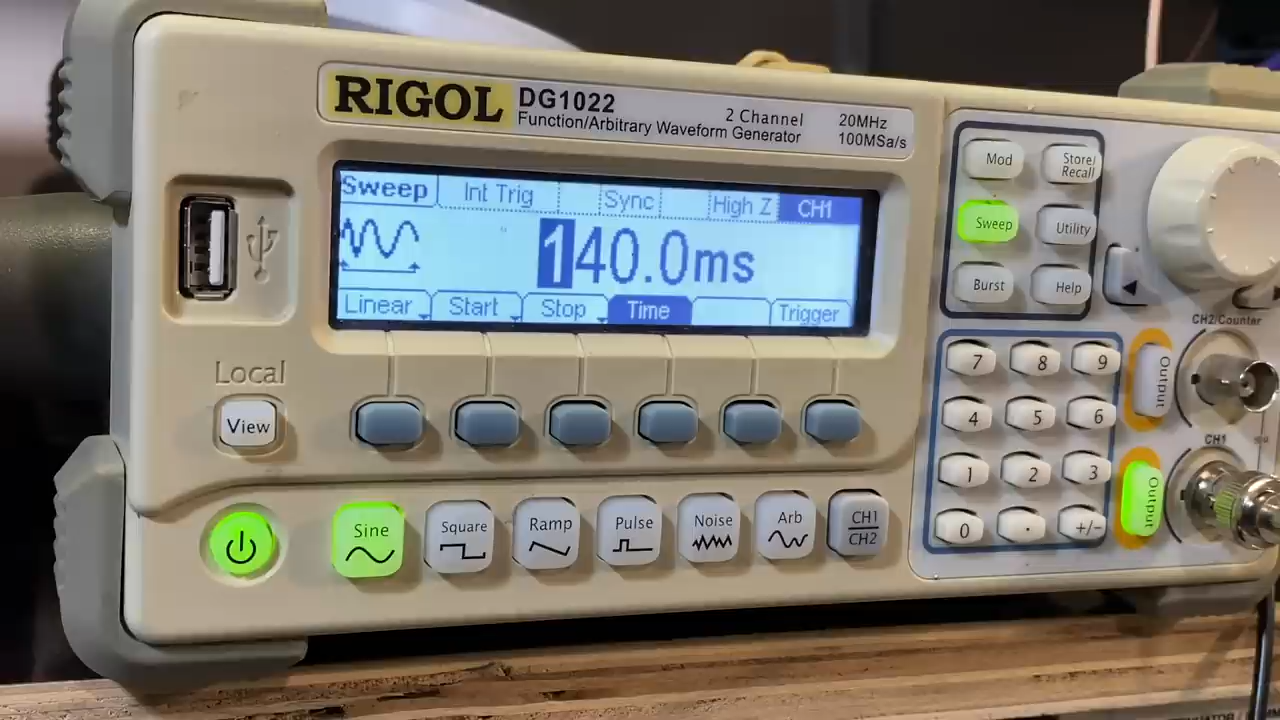 RIGOL DG1022
Function/Arbitrary Waveform Generator
2 Channel
20MHz
100MSa/s
Sweep Int Trig Sync High Z CH1
140.0ms
Linear Start Stop Time Trigger
Local
View
Sine Square Ramp Pulse Noise Arb CH1
CH2
Mod Store/
Recall
Sweep Utility
Burst Help
7 8 9
4 5 6
1 2 3
0 . +/-
CH2/Counter
Output
CH1
Output